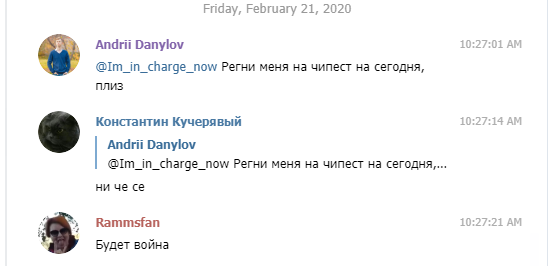 Friday, February 21, 2020
Andrii Danylov 10:27:01 AM
@Im_in_charge_now Регни меня на чипест на сегодня,
плиз
Константин Кучерявый 10:27:14 AM
Andrii Danylov
@Im_in_charge_now Регни меня на чипест на сегодня,...
ни че се
Rammsfan 10:27:21 AM
Будет война